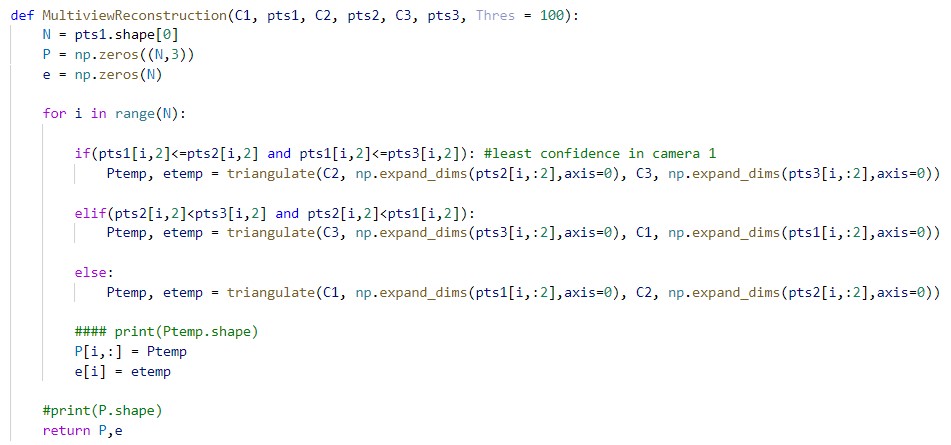 def MultiviewReconstruction(C1, pts1, C2, pts2, C3, pts3, Thres = 100):
    N = pts1.shape[0]
    P = np.zeros((N,3))
    e = np.zeros(N)

    for i in range(N):

        if(pts1[i,2]<=pts2[i,2] and pts1[i,2]<=pts3[i,2]): #least confidence in camera 1
            Ptemp, etemp = triangulate(C2, np.expand_dims(pts2[i,:2],axis=0), C3, np.expand_dims(pts3[i,:2],axis=0))

        elif(pts2[i,2]<pts3[i,2] and pts2[i,2]<pts1[i,2]):
            Ptemp, etemp = triangulate(C3, np.expand_dims(pts3[i,:2],axis=0), C1, np.expand_dims(pts1[i,:2],axis=0))

        else:
            Ptemp, etemp = triangulate(C1, np.expand_dims(pts1[i,:2],axis=0), C2, np.expand_dims(pts2[i,:2],axis=0))

        #### print(Ptemp.shape)
        P[i,:] = Ptemp
        e[i] = etemp

    #print(P.shape)
    return P,e